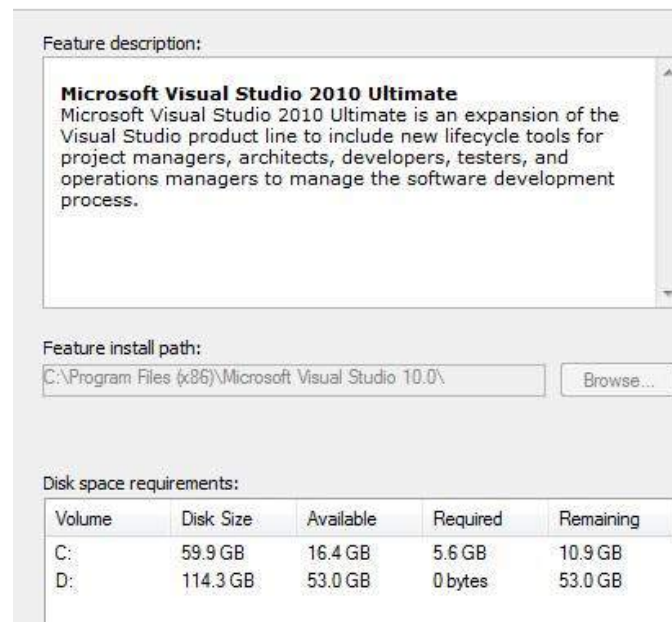 Feature description:
Microsoft Visual Studio 2010 Ultimate
Microsoft Visual Studio 2010 Ultimate is an expansion of the
Visual Studio product line to include new lifecycle tools for
project managers, architects, developers, testers, and
operations managers to manage the software development
process.
Feature install path:
C:\Program Files (x86)\Microsoft Visual Studio 10.0\ Browse...
Disk space requirements:
Volume Disk Size Available Required Remaining
C: 59.9 GB 16.4 GB 5.6 GB 10.9 GB
D: 114.3 GB 53.0 GB 0 bytes 53.0 GB